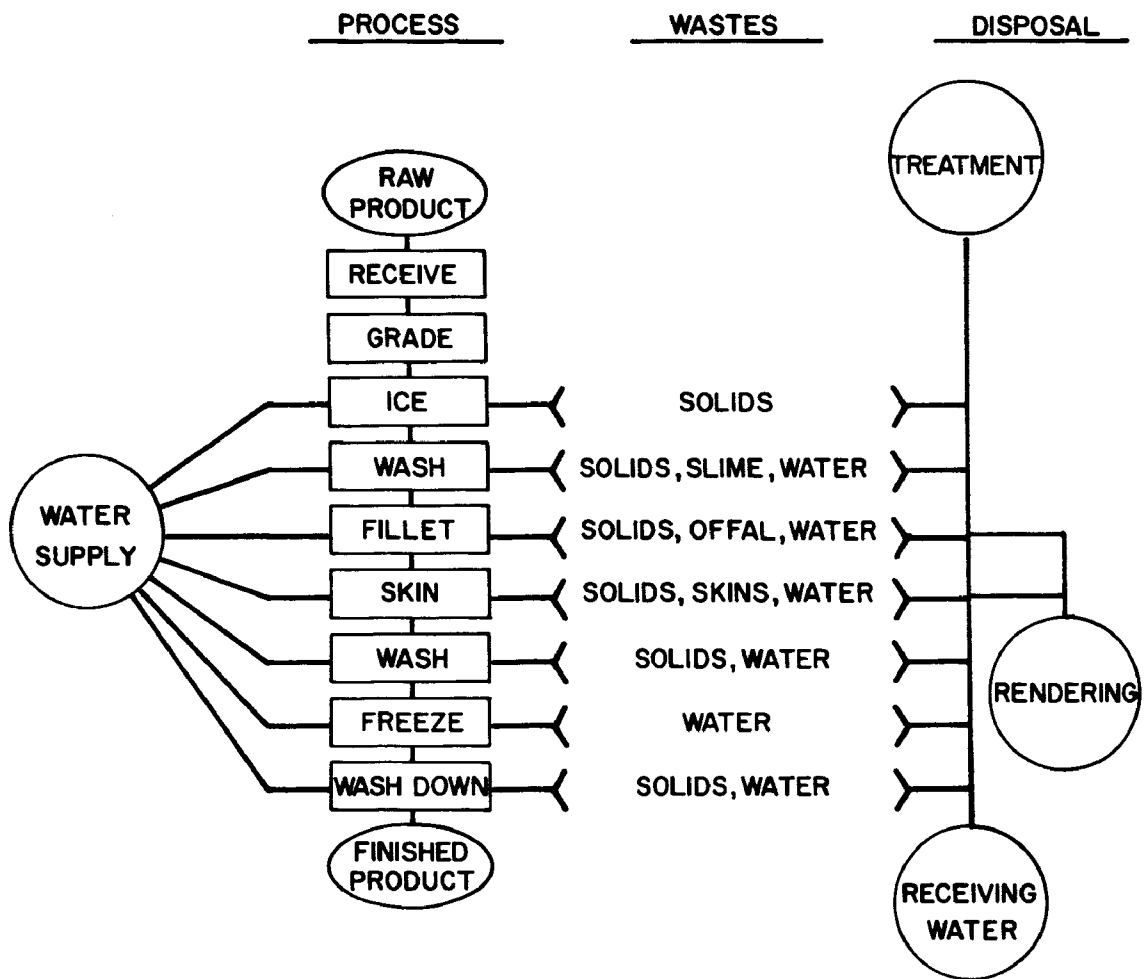 PROCESS
WASTES
DISPOSAL
TREATMENT
RAW
PRODUCT
RECEIVE
GRADE
ICE
SOLIDS
WASH
SOLIDS, SLIME, WATER
WATER
SUPPLY
FILLET
SOLIDS, OFFAL, WATER
SKIN
SOLIDS, SKINS, WATER
WASH
SOLIDS, WATER
RENDERING
FREEZE
WATER
WASH DOWN
SOLIDS, WATER
FINISHED
PRODUCT
RECEIVING
WATER